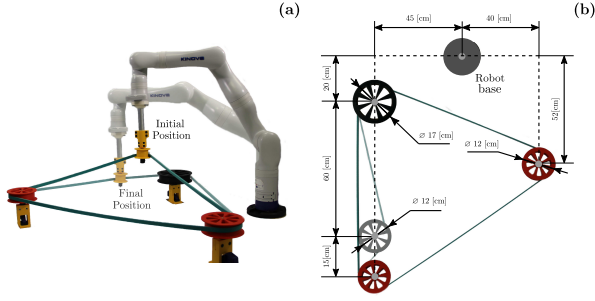 (a)
KINOVA
KINOVA
Initial
Position
Final
Position
(b)
45 [cm]
40 [cm]
20 [cm]
Robot
base
52[cm]
⌀ 17 [cm]
⌀ 12 [cm]
60 [cm]
⌀ 12 [cm]
15[cm]